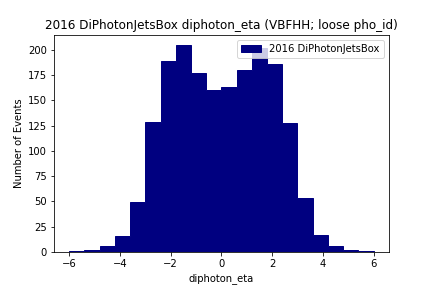 2016 DiPhotonJetsBox diphoton_eta (VBFHH; loose pho_id)
2016 DiPhotonJetsBox
200
175
150
125
100
75
50
25
0
Number of Events
−6 −4 −2 0 2 4 6
diphoton_eta